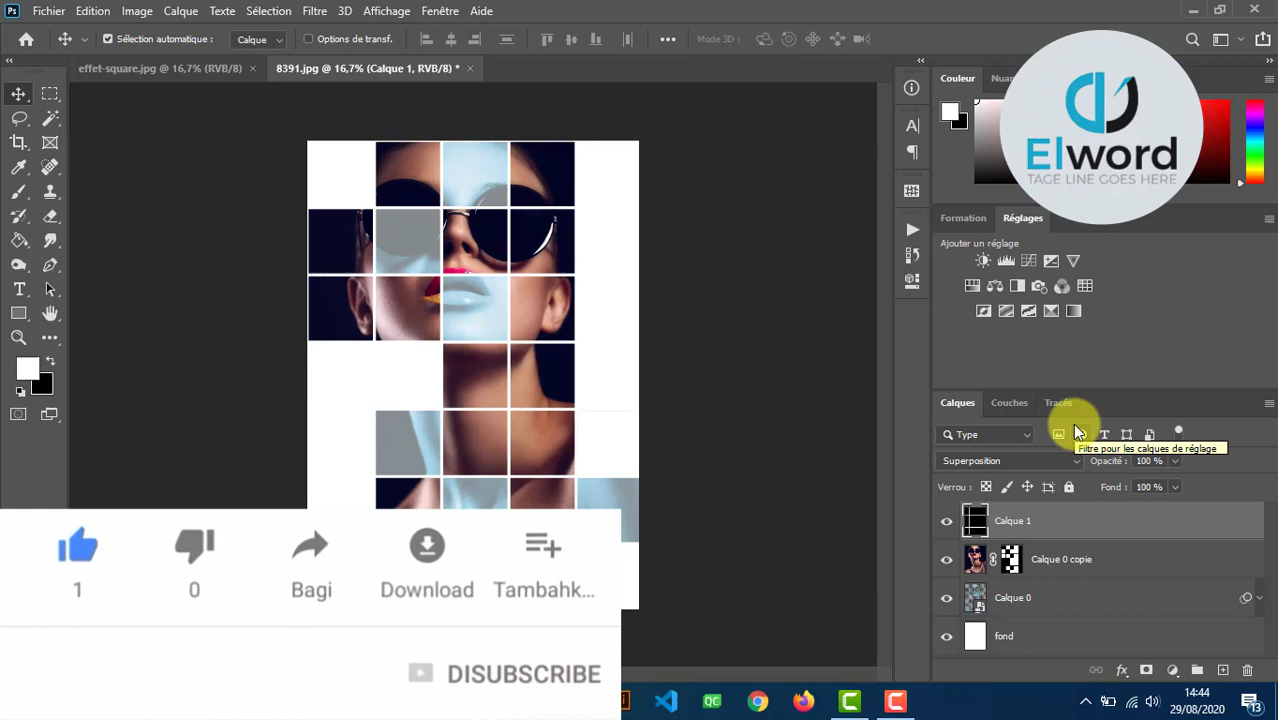 Ps Fichier Edition Image Calque Texte Sélection Filtre 3D Affichage Fenêtre Aide
Sélection automatique : Calque Options de transf. Mode 3D :
effet-square.jpg @ 16,7% (RVB/8) 8391.jpg @ 16,7% (Calque 1, RVB/8) *
Couleur Nuan
Elword
TAGE LINE GOES HERE
Formation Réglages
Ajouter un réglage
Calques Couches Tracés
Type
Filtre pour les calques de réglage
Superposition Opacité : 100 %
Verrou : Fond : 100 %
Calque 1
Calque 0 copie
Calque 0
fond
1 0 Bagi Download Tambahk...
DISUBSCRIBE
QC
14:44
29/08/2020
13